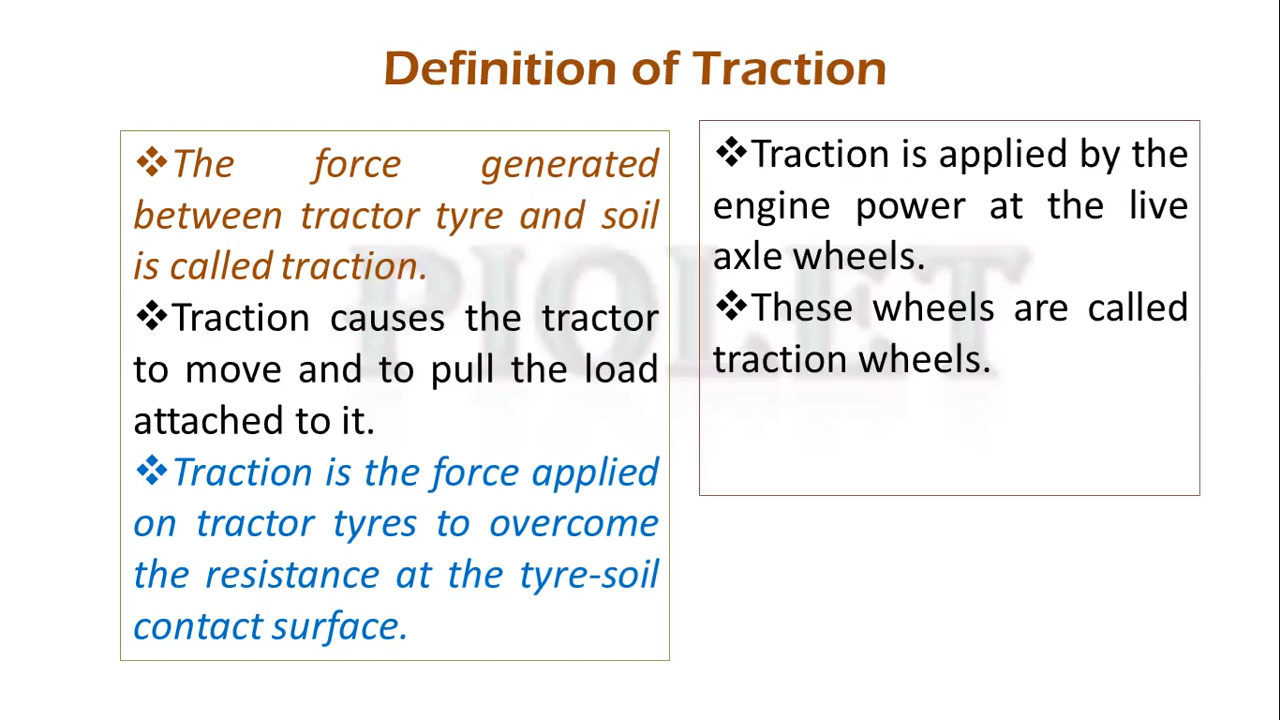 Definition of Traction
❖The force generated
between tractor tyre and soil
is called traction.
❖Traction causes the tractor
to move and to pull the load
attached to it.
❖Traction is the force applied
on tractor tyres to overcome
the resistance at the tyre-soil
contact surface.
❖Traction is applied by the
engine power at the live
axle wheels.
❖These wheels are called
traction wheels.
PIOLET